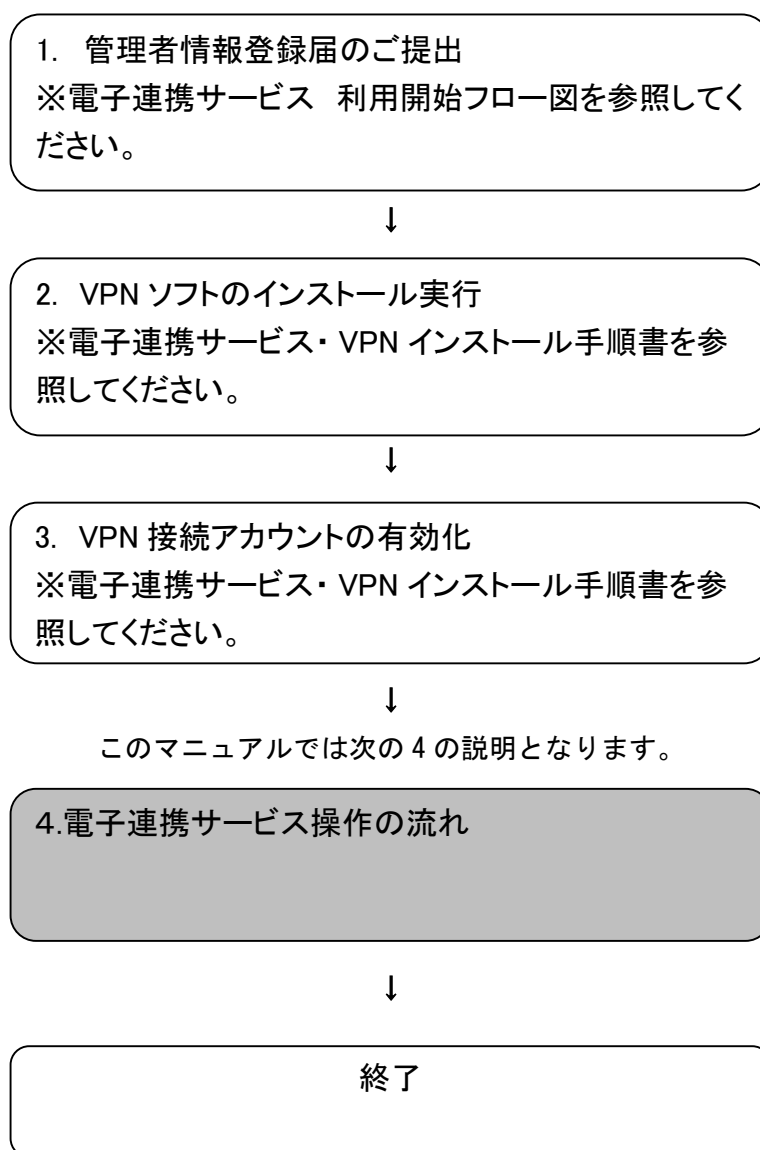 1. 管理者情報登録届のご提出
※電子連携サービス 利用開始フロー図を参照してく
ださい。
↓
2. VPN ソフトのインストール実行
※電子連携サービス・VPN インストール手順書を参
照してください。
↓
3. VPN 接続アカウントの有効化
※電子連携サービス・VPN インストール手順書を参
照してください。
↓
このマニュアルでは次の 4 の説明となります。
４.電子連携サービス操作の流れ
↓
終了